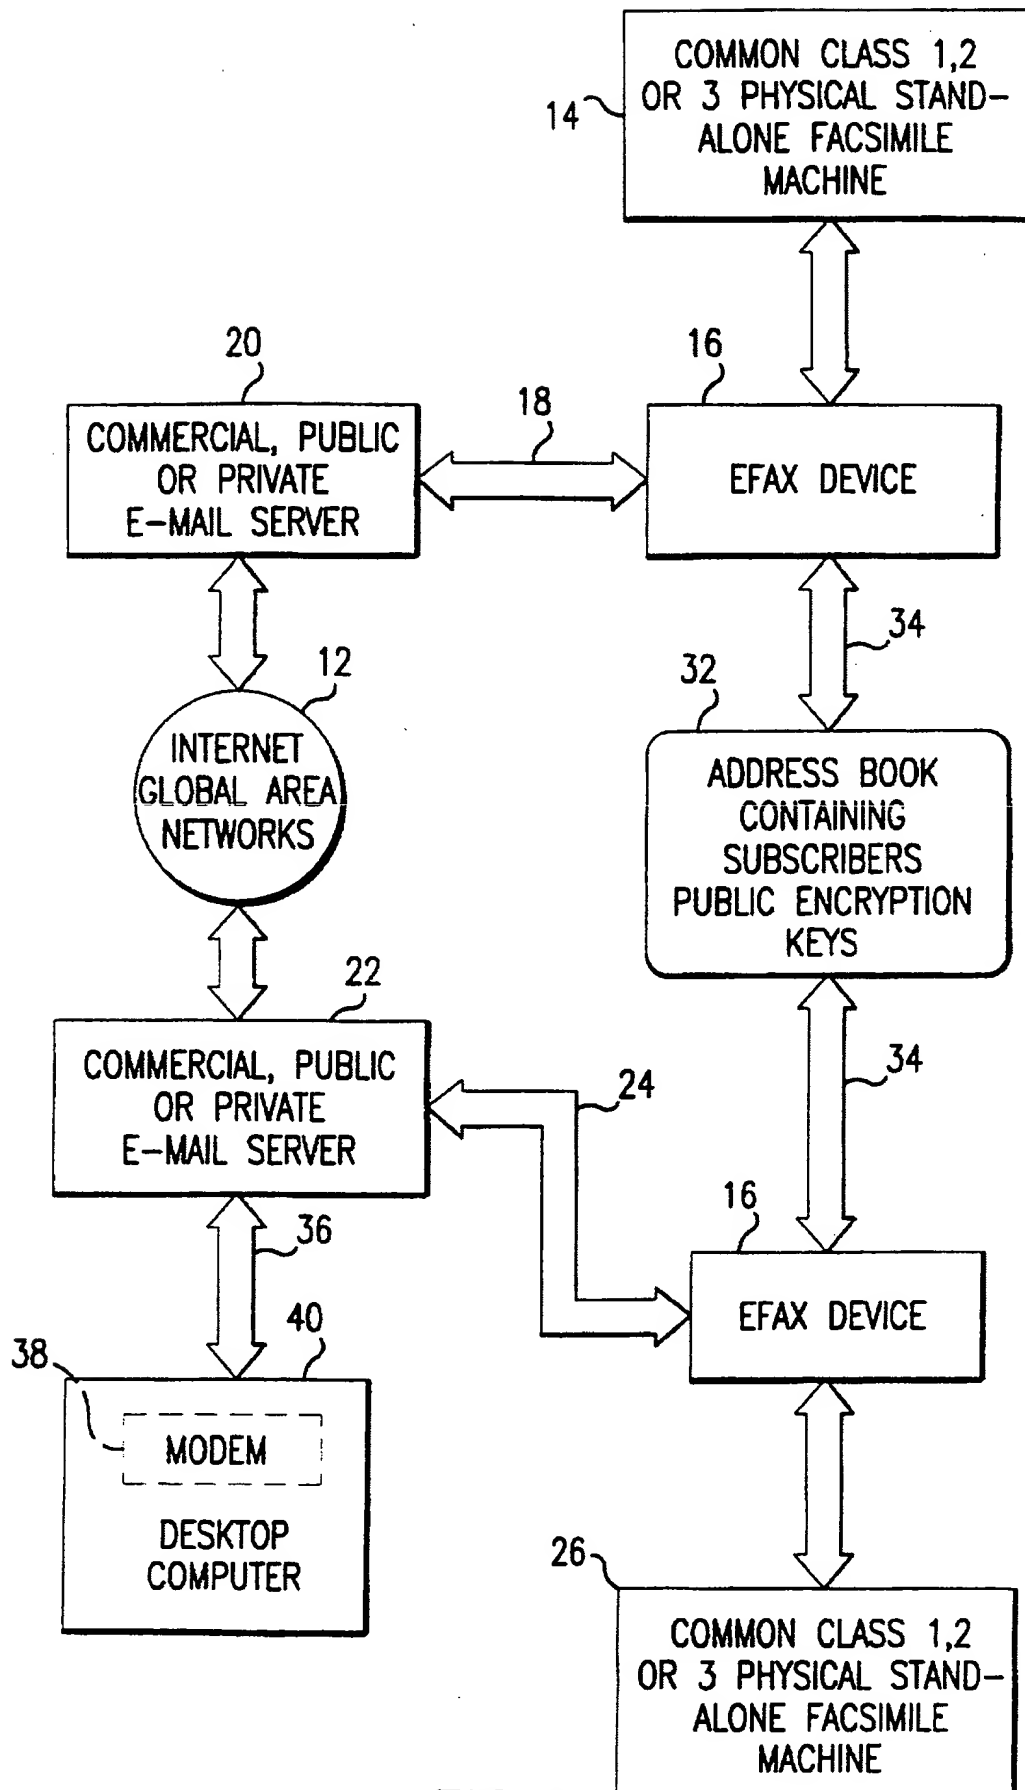 COMMON CLASS 1,2
OR 3 PHYSICAL STAND-
ALONE FACSIMILE
MACHINE
14
20
COMMERCIAL, PUBLIC
OR PRIVATE
E-MAIL SERVER
18
16
EFAX DEVICE
34
12
INTERNET
GLOBAL AREA
NETWORKS
32
ADDRESS BOOK
CONTAINING
SUBSCRIBERS
PUBLIC ENCRYPTION
KEYS
22
COMMERCIAL, PUBLIC
OR PRIVATE
E-MAIL SERVER
24
34
36
16
EFAX DEVICE
38
40
MODEM
DESKTOP
COMPUTER
26
COMMON CLASS 1,2
OR 3 PHYSICAL STAND-
ALONE FACSIMILE
MACHINE